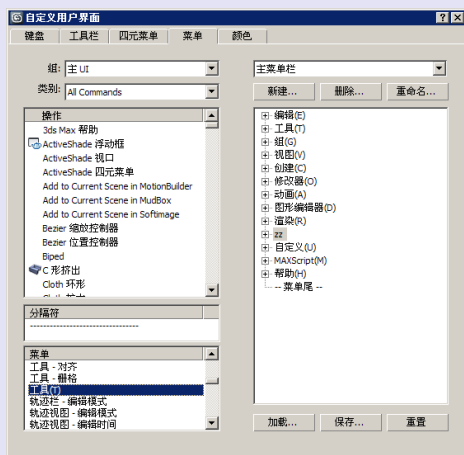 自定义用户界面
键盘 工具栏 四元菜单 菜单 颜色
组: 主 UI
类别: All Commands
操作
3ds Max 帮助
ActiveShade 浮动框
ActiveShade 视口
ActiveShade 四元菜单
Add to Current Scene in MotionBuilder
Add to Current Scene in MudBox
Add to Current Scene in Softimage
Bezier 缩放控制器
Bezier 位置控制器
Biped
C 形挤出
Cloth 环形
分隔符
--------------------------------
菜单
工具 - 对齐
工具 - 栅格
工具(T)
轨迹栏 - 编辑模式
轨迹视图 - 编辑模式
轨迹视图 - 编辑时间
主菜单栏
新建... 删除... 重命名...
编辑(E)
工具(T)
组(G)
视图(V)
创建(C)
修改器(O)
动画(A)
图形编辑器(D)
渲染(R)
zz
自定义(U)
MAXScript(M)
帮助(H)
-- 菜单尾 --
加载... 保存... 重置